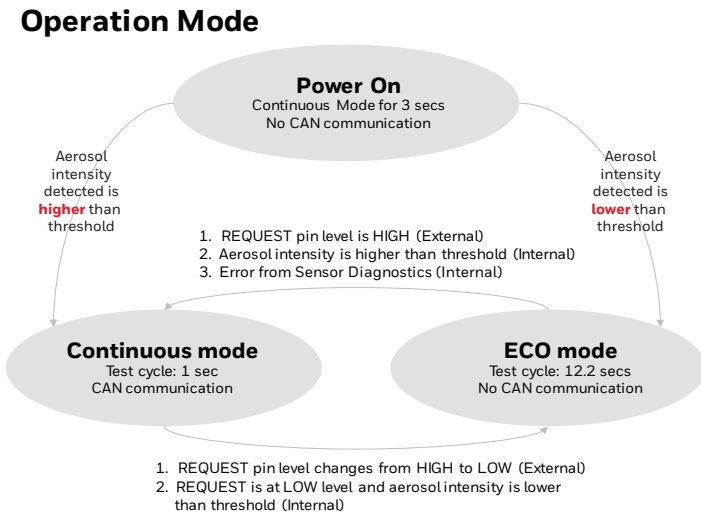 Operation Mode
Power On
Continuous Mode for 3 secs
No CAN communication
Aerosol
intensity
detected is
higher than
threshold
Aerosol
intensity
detected is
lower than
threshold
1. REQUEST pin level is HIGH (External)
2. Aerosol intensity is higher than threshold (Internal)
3. Error from Sensor Diagnostics (Internal)
Continuous mode
Test cycle: 1 sec
CAN communication
ECO mode
Test cycle: 12.2 secs
No CAN communication
1. REQUEST pin level changes from HIGH to LOW (External)
2. REQUEST is at LOW level and aerosol intensity is lower
than threshold (Internal)